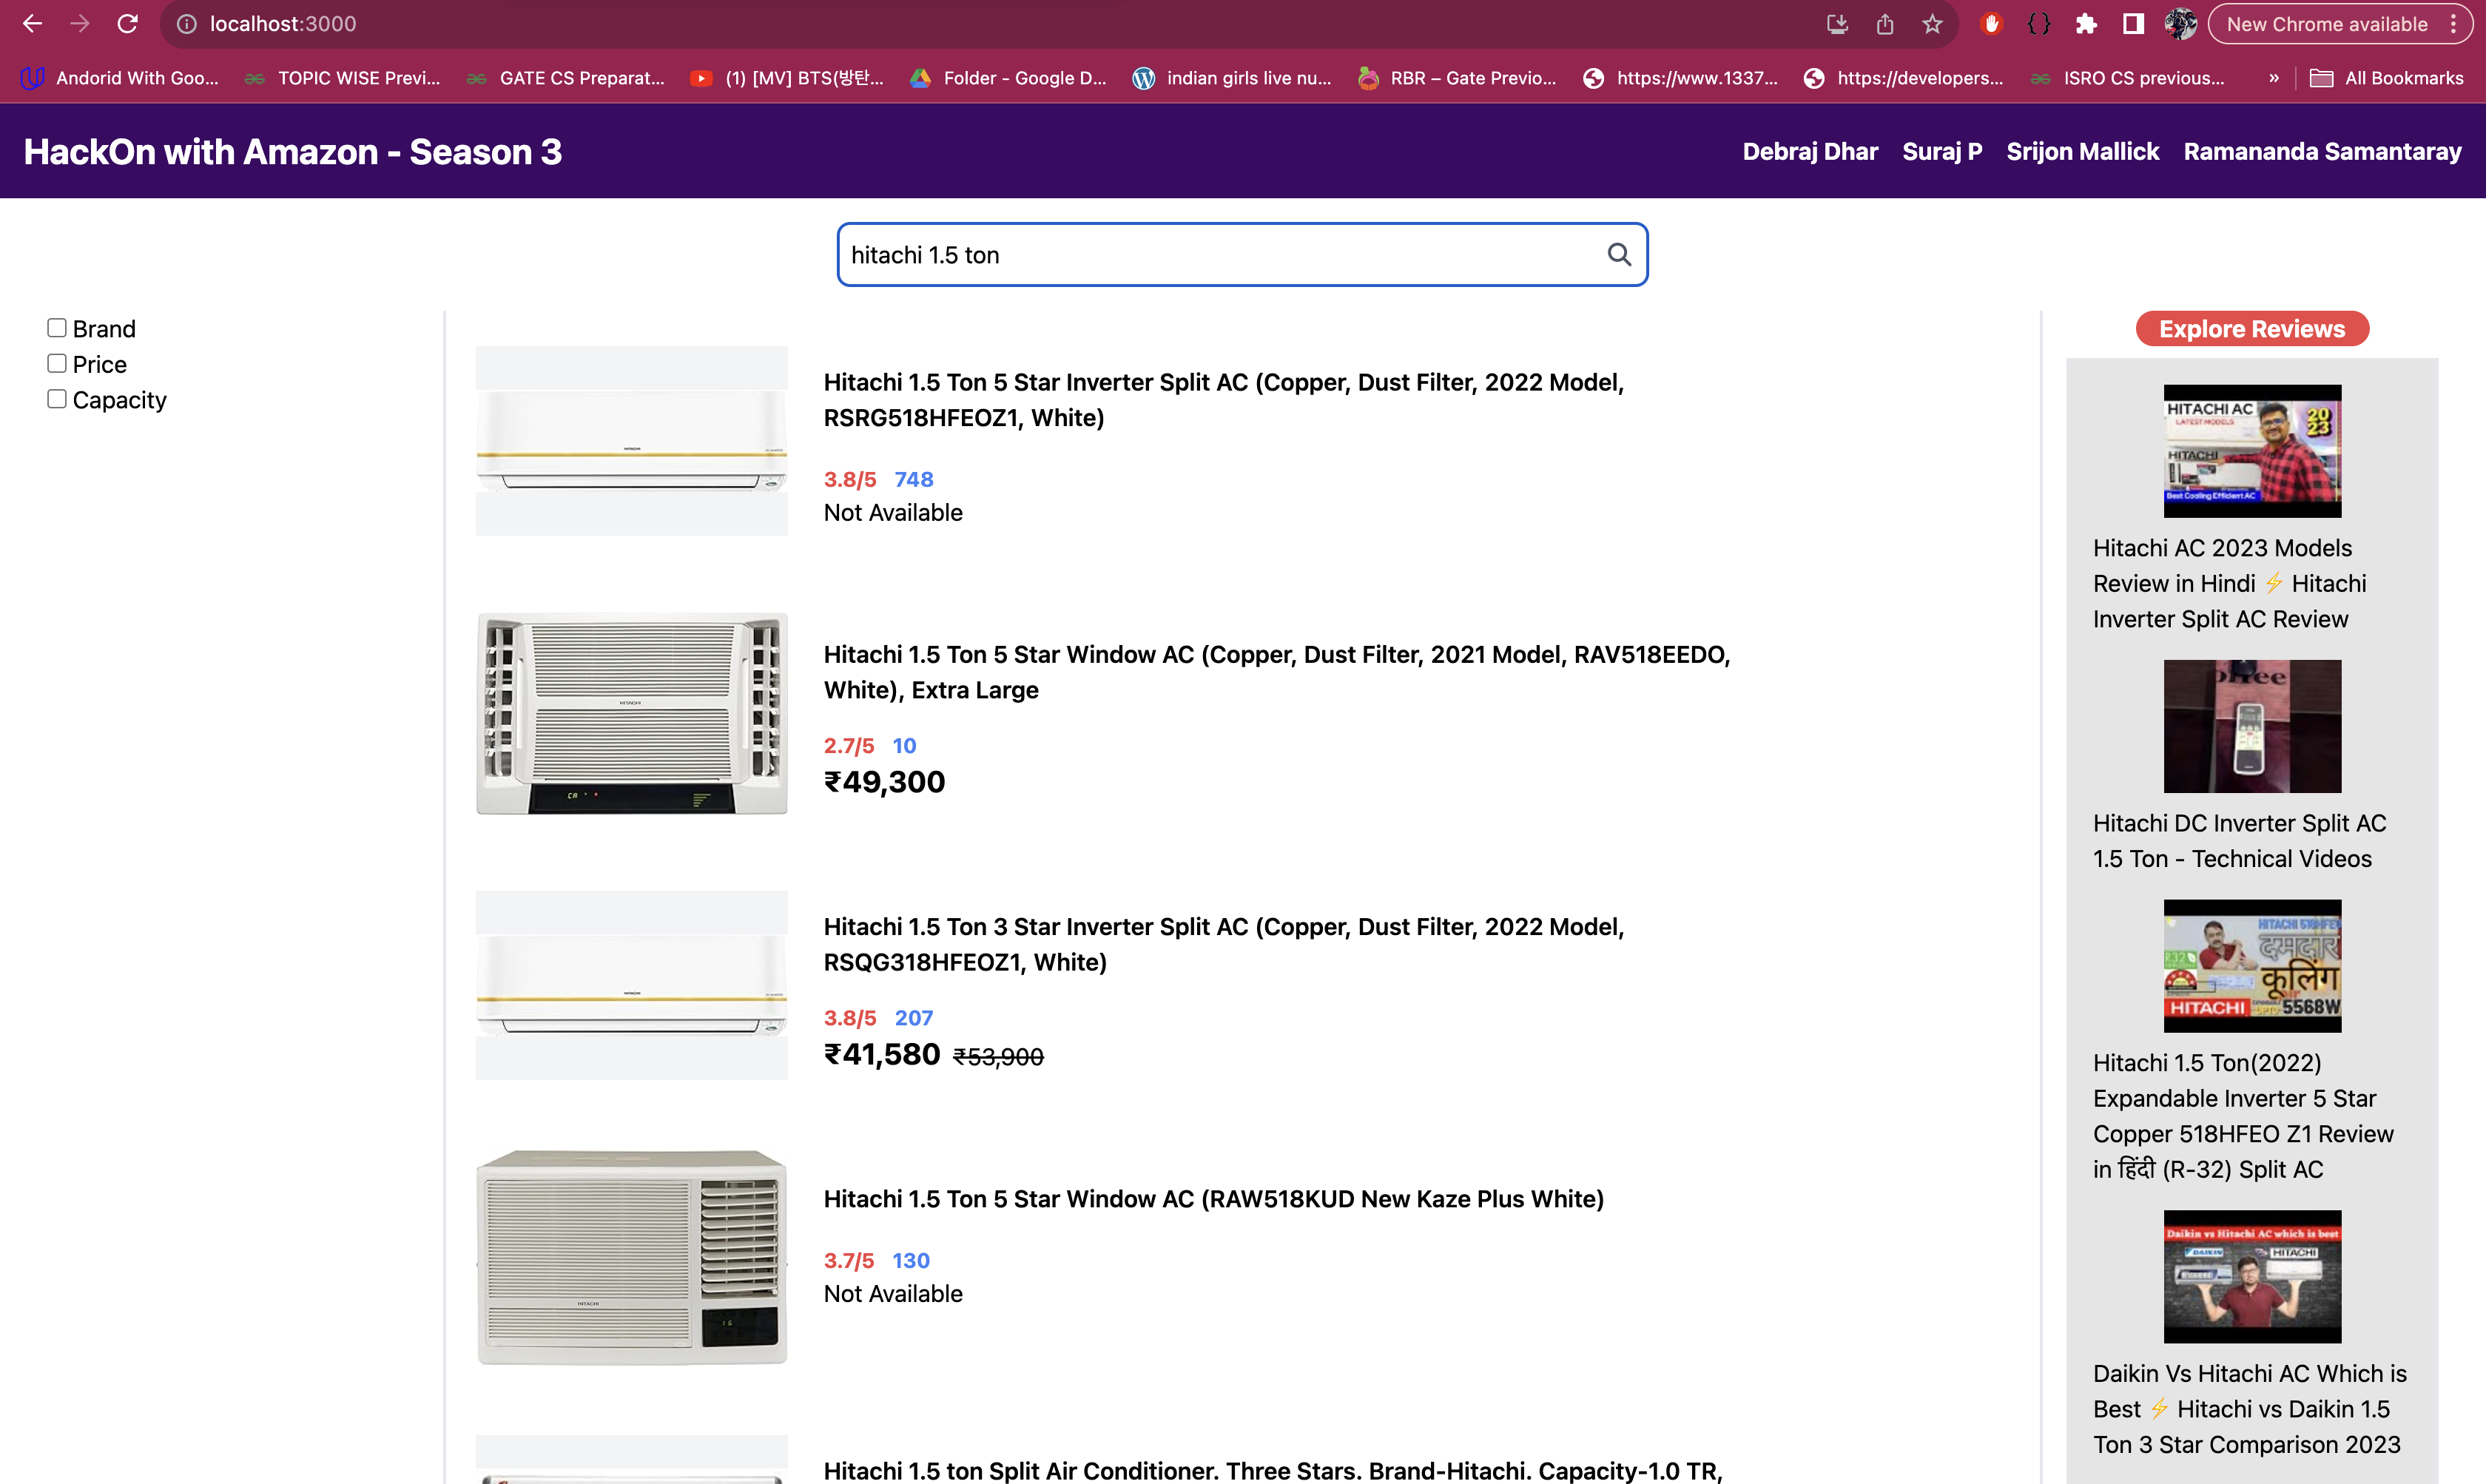 localhost:3000
New Chrome available
Andorid With Goo...
TOPIC WISE Previ...
GATE CS Preparat...
(1) [MV] BTS(방탄...
Folder - Google D...
indian girls live nu...
RBR – Gate Previo...
https://www.1337...
https://developers...
ISRO CS previous...
»
All Bookmarks
HackOn with Amazon - Season 3
Debraj Dhar Suraj P Srijon Mallick Ramananda Samantaray
hitachi 1.5 ton
Brand
Price
Capacity
Hitachi 1.5 Ton 5 Star Inverter Split AC (Copper, Dust Filter, 2022 Model,
RSRG518HFEOZ1, White)
3.8/5 748
Not Available
HITACHI
Hitachi 1.5 Ton 5 Star Window AC (Copper, Dust Filter, 2021 Model, RAV518EEDO,
White), Extra Large
2.7/5 10
₹49,300
Hitachi 1.5 Ton 3 Star Inverter Split AC (Copper, Dust Filter, 2022 Model,
RSQG318HFEOZ1, White)
3.8/5 207
₹41,580 ₹53,900
Hitachi 1.5 Ton 5 Star Window AC (RAW518KUD New Kaze Plus White)
3.7/5 130
Not Available
HITACHI
Hitachi 1.5 ton Split Air Conditioner. Three Stars. Brand-Hitachi. Capacity-1.0 TR,
Explore Reviews
HITACHI AC
LATEST MODELS
2023
HITACHI
Best Cooling Efficient AC
Hitachi AC 2023 Models
Review in Hindi ⚡ Hitachi
Inverter Split AC Review
Hitachi DC Inverter Split AC
1.5 Ton - Technical Videos
R32
दमदार
कूलिंग
HITACHI
5568W
Hitachi 1.5 Ton(2022)
Expandable Inverter 5 Star
Copper 518HFEO Z1 Review
in हिंदी (R-32) Split AC
Daikin vs Hitachi AC which is best
DAIKIN
HITACHI
Daikin Vs Hitachi AC Which is
Best ⚡ Hitachi vs Daikin 1.5
Ton 3 Star Comparison 2023